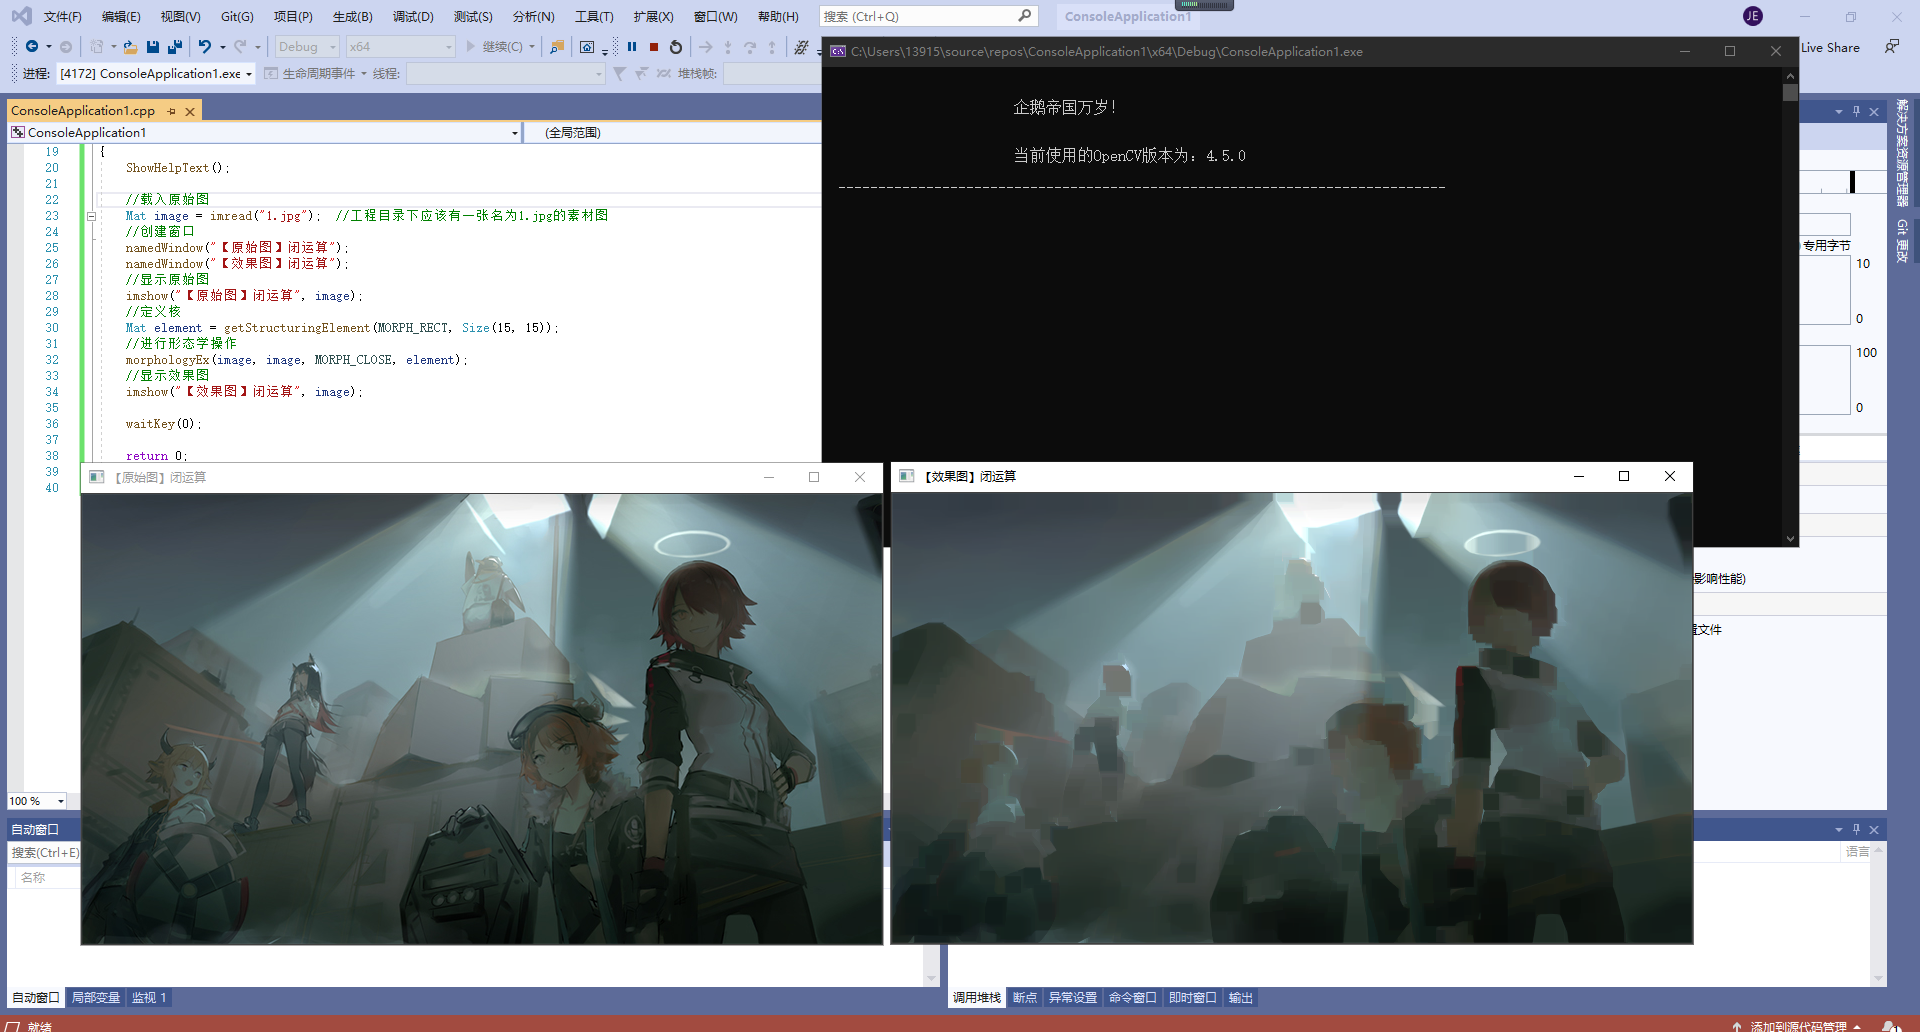 文件(F) 编辑(E) 视图(V) Git(G) 项目(P) 生成(B) 调试(D) 测试(S) 分析(N) 工具(T) 扩展(X) 窗口(W) 帮助(H) 搜索 (Ctrl+Q) ConsoleApplication1 JE
Debug x64 继续(C) Live Share
进程: [4172] ConsoleApplication1.exe 生命周期事件 线程: 堆栈帧:
C:\Users\13915\source\repos\ConsoleApplication1\x64\Debug\ConsoleApplication1.exe
企鹅帝国万岁!
当前使用的OpenCV版本为: 4.5.0
--------------------------------------------------------------------------
ConsoleApplication1.cpp
ConsoleApplication1 (全局范围)
19 {
20 ShowHelpText();
21
22 //载入原始图
23 Mat image = imread("1.jpg"); //工程目录下应该有一张名为1.jpg的素材图
24 //创建窗口
25 namedWindow("【原始图】闭运算");
26 namedWindow("【效果图】闭运算");
27 //显示原始图
28 imshow("【原始图】闭运算", image);
29 //定义核
30 Mat element = getStructuringElement(MORPH_RECT, Size(15, 15));
31 //进行形态学操作
32 morphologyEx(image, image, MORPH_CLOSE, element);
33 //显示效果图
34 imshow("【效果图】闭运算", image);
35
36 waitKey(0);
37
38 return 0;
39
40
【原始图】闭运算
【效果图】闭运算
解决方案资源管理器
Git 更改
专用字节
10
0
100
0
影响性能)
置文件
100 %
自动窗口
搜索(Ctrl+E)
名称
语言
自动窗口 局部变量 监视 1
调用堆栈 断点 异常设置 命令窗口 即时窗口 输出
就绪
添加到源代码管理
1